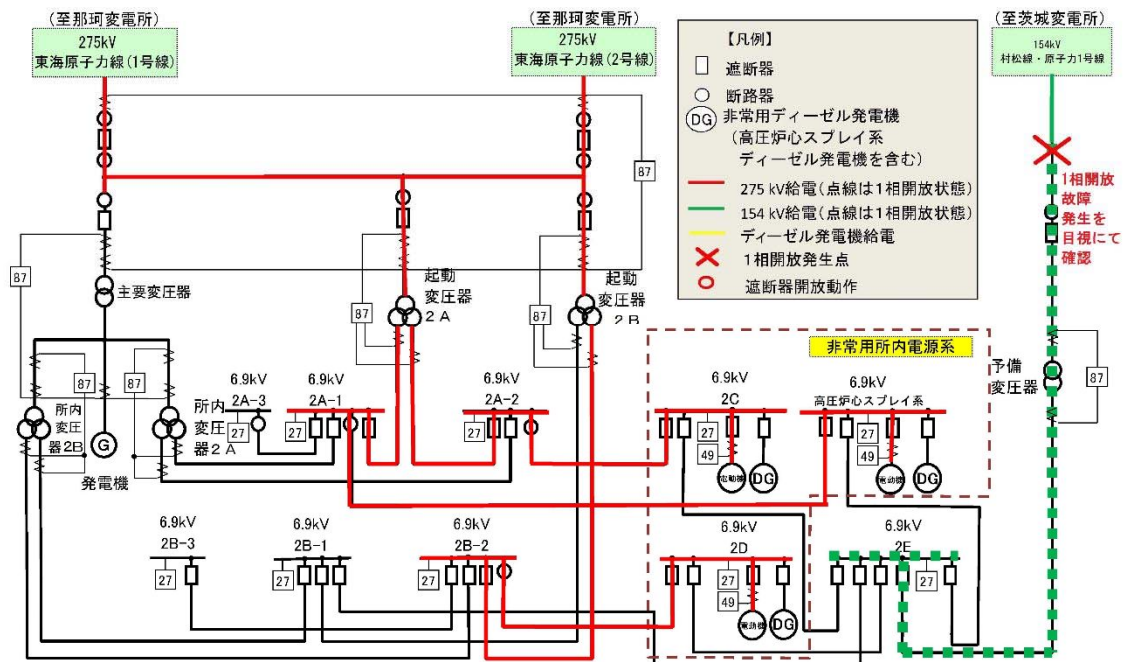 (至那珂変電所)
275kV
東海原子力線(1号線)
(至那珂変電所)
275kV
東海原子力線(2号線)
(至茨城変電所)
154kV
村松線・原子力1号線
【凡例】
遮断器
断路器
DG
非常用ディーゼル発電機
(高圧炉心スプレイ系
ディーゼル発電機を含む)
275 kV給電(点線は1相開放状態)
154 kV給電(点線は1相開放状態)
ディーゼル発電機給電
1相開放発生点
遮断器開放動作
1相開放
故障
発生を
目視にて
確認
87
87
主要変圧器
起動
変圧器
2A
87
起動
変圧器
2B
87
非常用所内電源系
予備
変圧器
87
87
87
所内
変圧
器2B
G
発電機
所内
変圧
器2A
6.9kV
2A-3
27
6.9kV
2A-1
27
6.9kV
2A-2
27
6.9kV
2C
27
49
電動機
DG
6.9kV
高圧炉心スプレイ系
27
49
電動機
DG
6.9kV
2B-3
27
6.9kV
2B-1
27
6.9kV
2B-2
27
6.9kV
2D
27
49
電動機
DG
6.9kV
2E
27